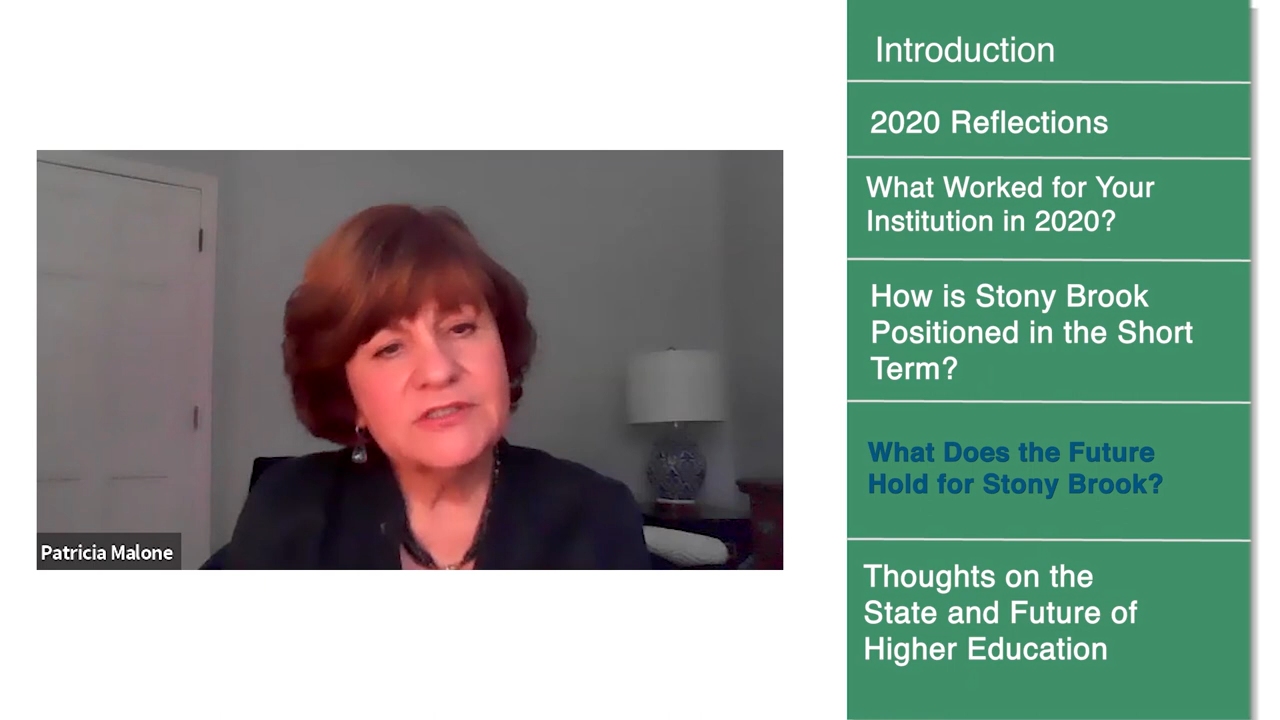 Introduction
2020 Reflections
What Worked for Your
Institution in 2020?
How is Stony Brook
Positioned in the Short
Term?
What Does the Future
Hold for Stony Brook?
Thoughts on the
State and Future of
Higher Education
Patricia Malone